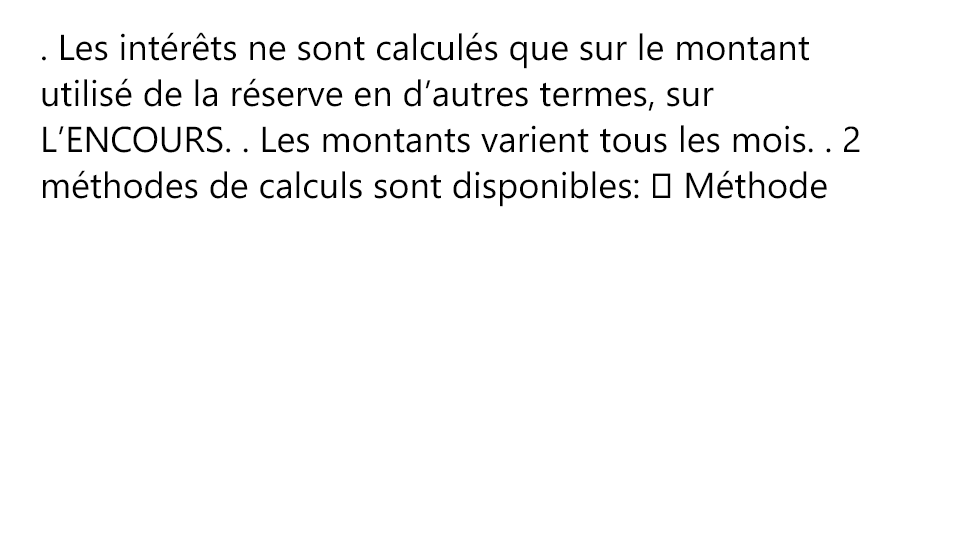 . Les intérêts ne sont calculés que sur le montant
utilisé de la réserve en d’autres termes, sur
L’ENCOURS. . Les montants varient tous les mois. . 2
méthodes de calculs sont disponibles: 
 Méthode